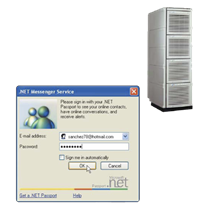 .NET Messenger Service
Please sign in with your .NET
Passport to see your online contacts,
have online conversations, and
receive alerts.
E-mail address:
sanchez78@hotmail.com
Password:
Sign me in automatically
OK
Cancel
Microsoft
.net
Get a .NET Passport
Help